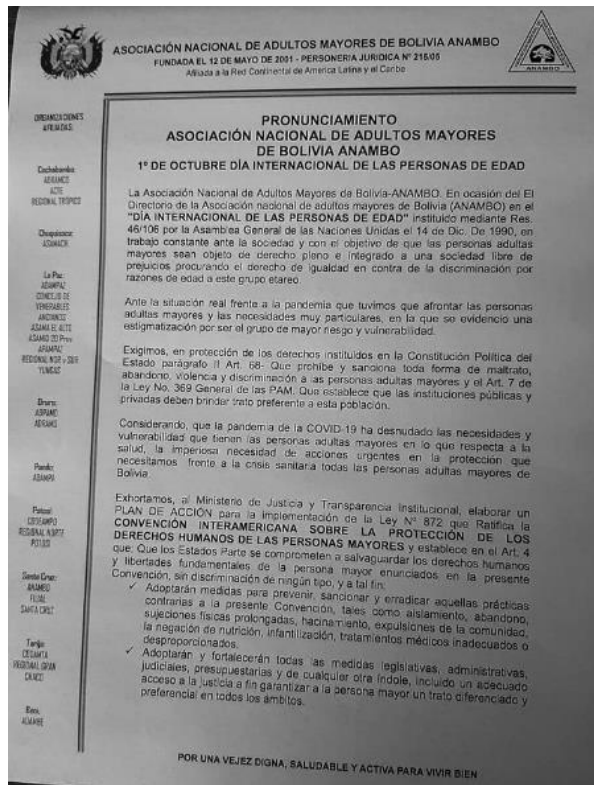 ASOCIACIÓN NACIONAL DE ADULTOS MAYORES DE BOLIVIA ANAMBO
FUNDADA EL 12 DE MAYO DE 2001 - PERSONERIA JURIDICA Nº 216/05
Afiliada a la Red Continental de America Latina y el Caribe
ANAMBO
ORGANIZACIONES
AFILIADAS:
Cochabamba:
ADRAMCS
ACTE
REGIONAL TRÓPICO
Chuquisaca:
ASAMACH
La Paz:
ADAMPAZ
CONCEJO DE
VENERABLES
ANCIANOS
ASAMA EL ALTO
ASAMIO 20 Prov.
APAMPAZ
YUNGAS
Oruro:
ADRAMS
Pando:
ADAMPA
Potosí:
CODEAMPO
REGIONAL NORTE
POTOSI
Santa Cruz:
ANAMBO
FILIAL
SANTA CRUZ
Tarija:
CEDAMTA
REGIONAL GRAN
CHACO
Beni:
PRONUNCIAMIENTO
ASOCIACIÓN NACIONAL DE ADULTOS MAYORES
DE BOLIVIA ANAMBO
1º DE OCTUBRE DÍA INTERNACIONAL DE LAS PERSONAS DE EDAD
La Asociación Nacional de Adultos Mayores de Bolivia-ANAMBO. En ocasión del El
Directorio de la Asociación nacional de adultos mayores de Bolivia (ANAMBO) en el
"DÍA INTERNACIONAL DE LAS PERSONAS DE EDAD" instituido mediante Res.
46/106 por la Asamblea General de las Naciones Unidas el 14 de Dic. De 1990, en
trabajo constante ante la sociedad y con el objetivo de que las personas adultas
mayores sean objeto de derecho pleno e integrado a una sociedad libre de
prejuicios procurando el derecho de igualdad en contra de la discriminación por
razones de edad a este grupo etareo.
Ante la situación real frente a la pandemia que tuvimos que afrontar las personas
adultas mayores y las necesidades muy particulares, en la que se evidencio una
estigmatización por ser el grupo de mayor riesgo y vulnerabilidad.
Exigimos, en protección de los derechos instituidos en la Constitución Política del
Estado parágrafo II Art. 68- Que prohíbe y sanciona toda forma de maltrato,
abandono, violencia y discriminación a las personas adultas mayores y el Art. 7 de
la Ley No. 369 General de las PAM. Que establece que las instituciones públicas y
privadas deben brindar trato preferente a esta población.
Considerando, que la pandemia de la COVID-19 ha desnudado las necesidades y
vulnerabilidad que tienen las personas adultas mayores en lo que respecta a la
salud, la imperiosa necesidad de acciones urgentes en la protección que
necesitamos frente a la crisis sanitaria todas las personas adultas mayores de
Bolivia.
Exhortamos, al Ministerio de Justicia y Transparencia Institucional, elaborar un
PLAN DE ACCIÓN para la implementación de la Ley Nº 872 que Ratifica la
CONVENCIÓN INTERAMERICANA SOBRE LA PROTECCIÓN DE LOS
DERECHOS HUMANOS DE LAS PERSONAS MAYORES y establece en el Art. 4
que: Que los Estados Parte se comprometen a salvaguardar los derechos humanos
y libertades fundamentales de la persona mayor enunciados en la presente
Convención, sin discriminación de ningún tipo, y a tal fin:
✓ Adoptarán medidas para prevenir, sancionar y erradicar aquellas prácticas
contrarias a la presente Convención, tales como aislamiento, abandono,
sujeciones físicas prolongadas, hacinamiento, expulsiones de la comunidad,
la negación de nutrición, infantilización, tratamientos médicos inadecuados o
desproporcionados.
✓ Adoptarán y fortalecerán todas las medidas legislativas, administrativas,
judiciales, presupuestarias y de cualquier otra índole, incluido un adecuado
acceso a la justicia a fin garantizar a la persona mayor un trato diferenciado y
preferencial en todos los ámbitos.
POR UNA VEJEZ DIGNA, SALUDABLE Y ACTIVA PARA VIVIR BIEN